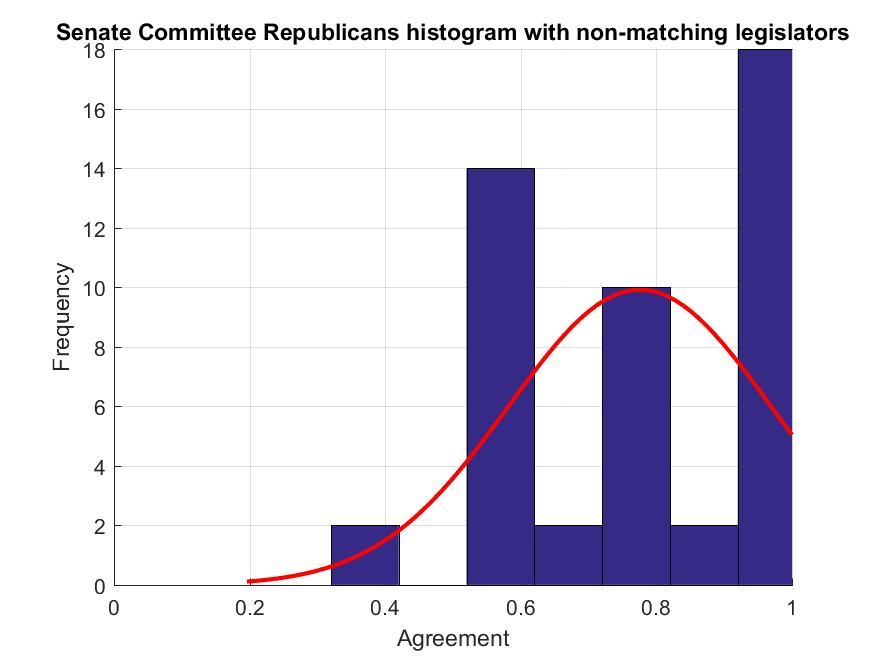 Senate Committee Republicans histogram with non-matching legislators
18
16
14
12
10
8
6
4
2
0
Frequency
0 0.2 0.4 0.6 0.8 1
Agreement